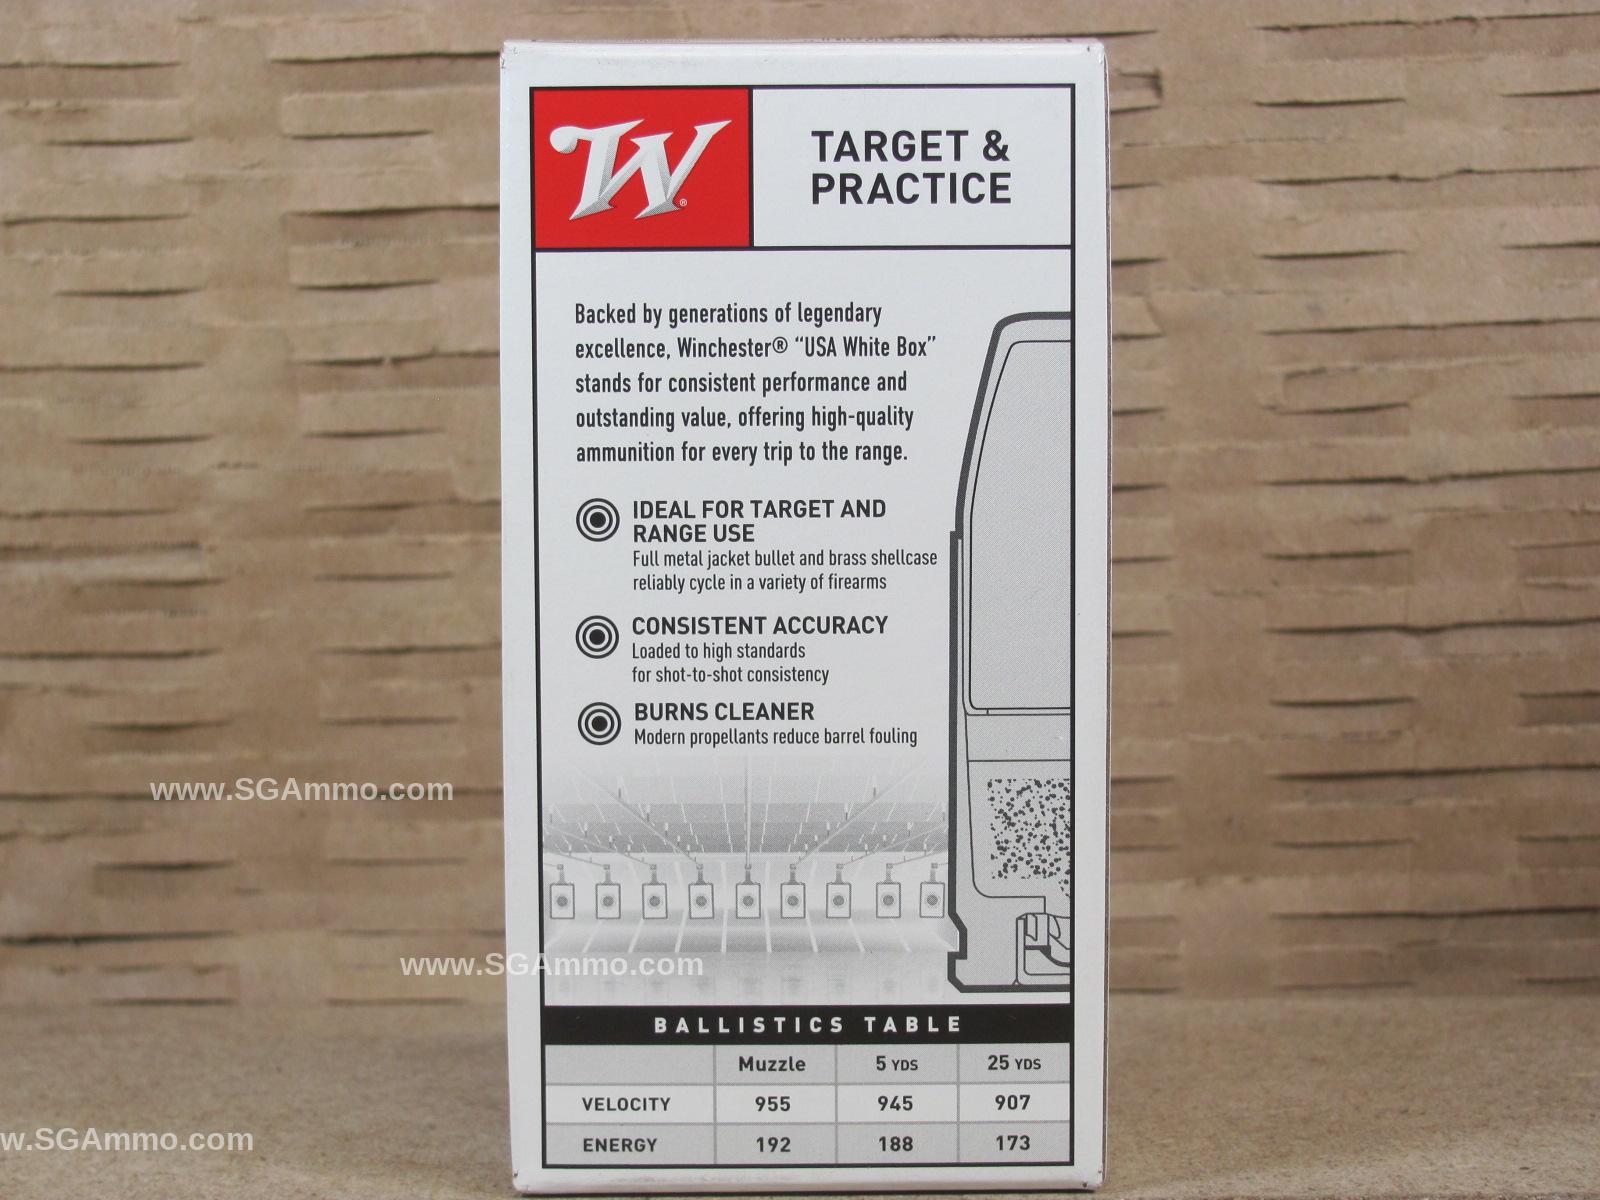 W®
TARGET &
PRACTICE
Backed by generations of legendary
excellence, Winchester® “USA White Box”
stands for consistent performance and
outstanding value, offering high-quality
ammunition for every trip to the range.
IDEAL FOR TARGET AND
RANGE USE
Full metal jacket bullet and brass shellcase
reliably cycle in a variety of firearms
CONSISTENT ACCURACY
Loaded to high standards
for shot-to-shot consistency
BURNS CLEANER
Modern propellants reduce barrel fouling
www.SGAmmo.com
www.SGAmmo.com
BALLISTICS TABLE
Muzzle 5 YDS 25 YDS
VELOCITY 955 945 907
ENERGY 192 188 173
w.SGAmmo.com